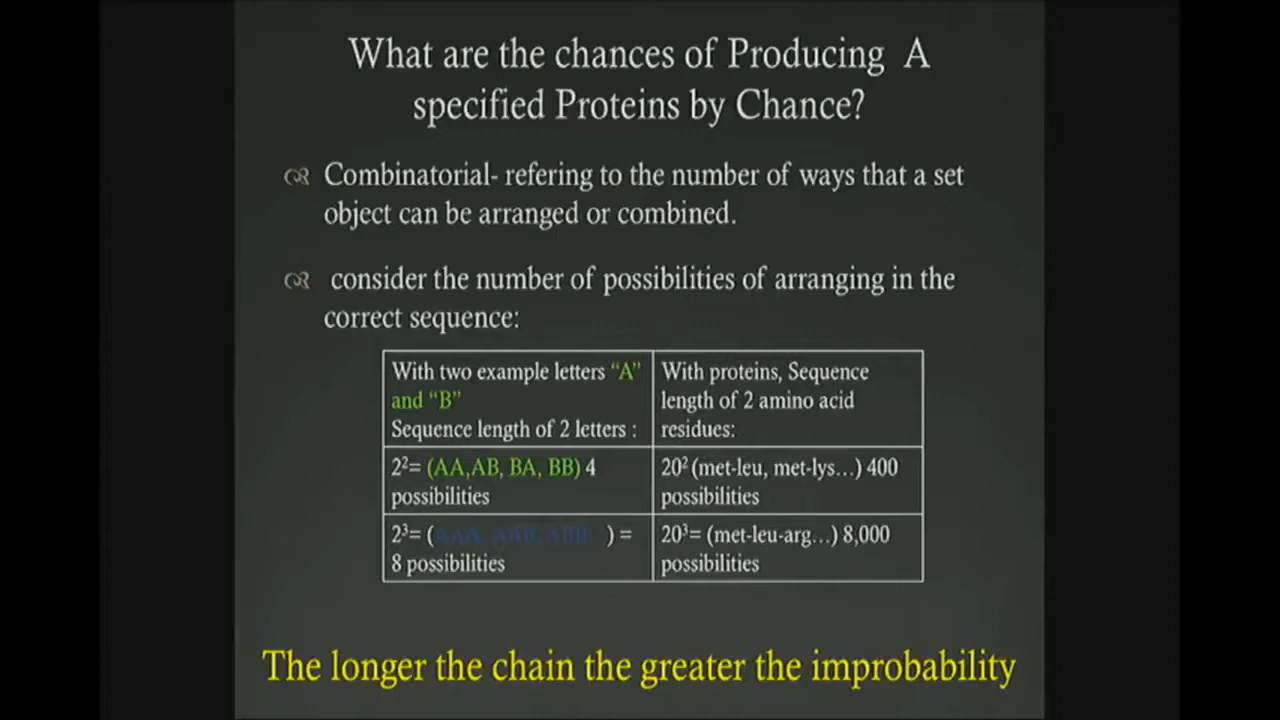 What are the chances of Producing A
specified Proteins by Chance?
Combinatorial- refering to the number of ways that a set
object can be arranged or combined.
consider the number of possibilities of arranging in the
correct sequence:
With two example letters “A”
and “B”
Sequence length of 2 letters :
With proteins, Sequence
length of 2 amino acid
residues:
2²= (AA,AB, BA, BB) 4
possibilities
20² (met-leu, met-lys…) 400
possibilities
2³= (AAA, AAB, ABB ) =
8 possibilities
20³= (met-leu-arg…) 8,000
possibilities
The longer the chain the greater the improbability